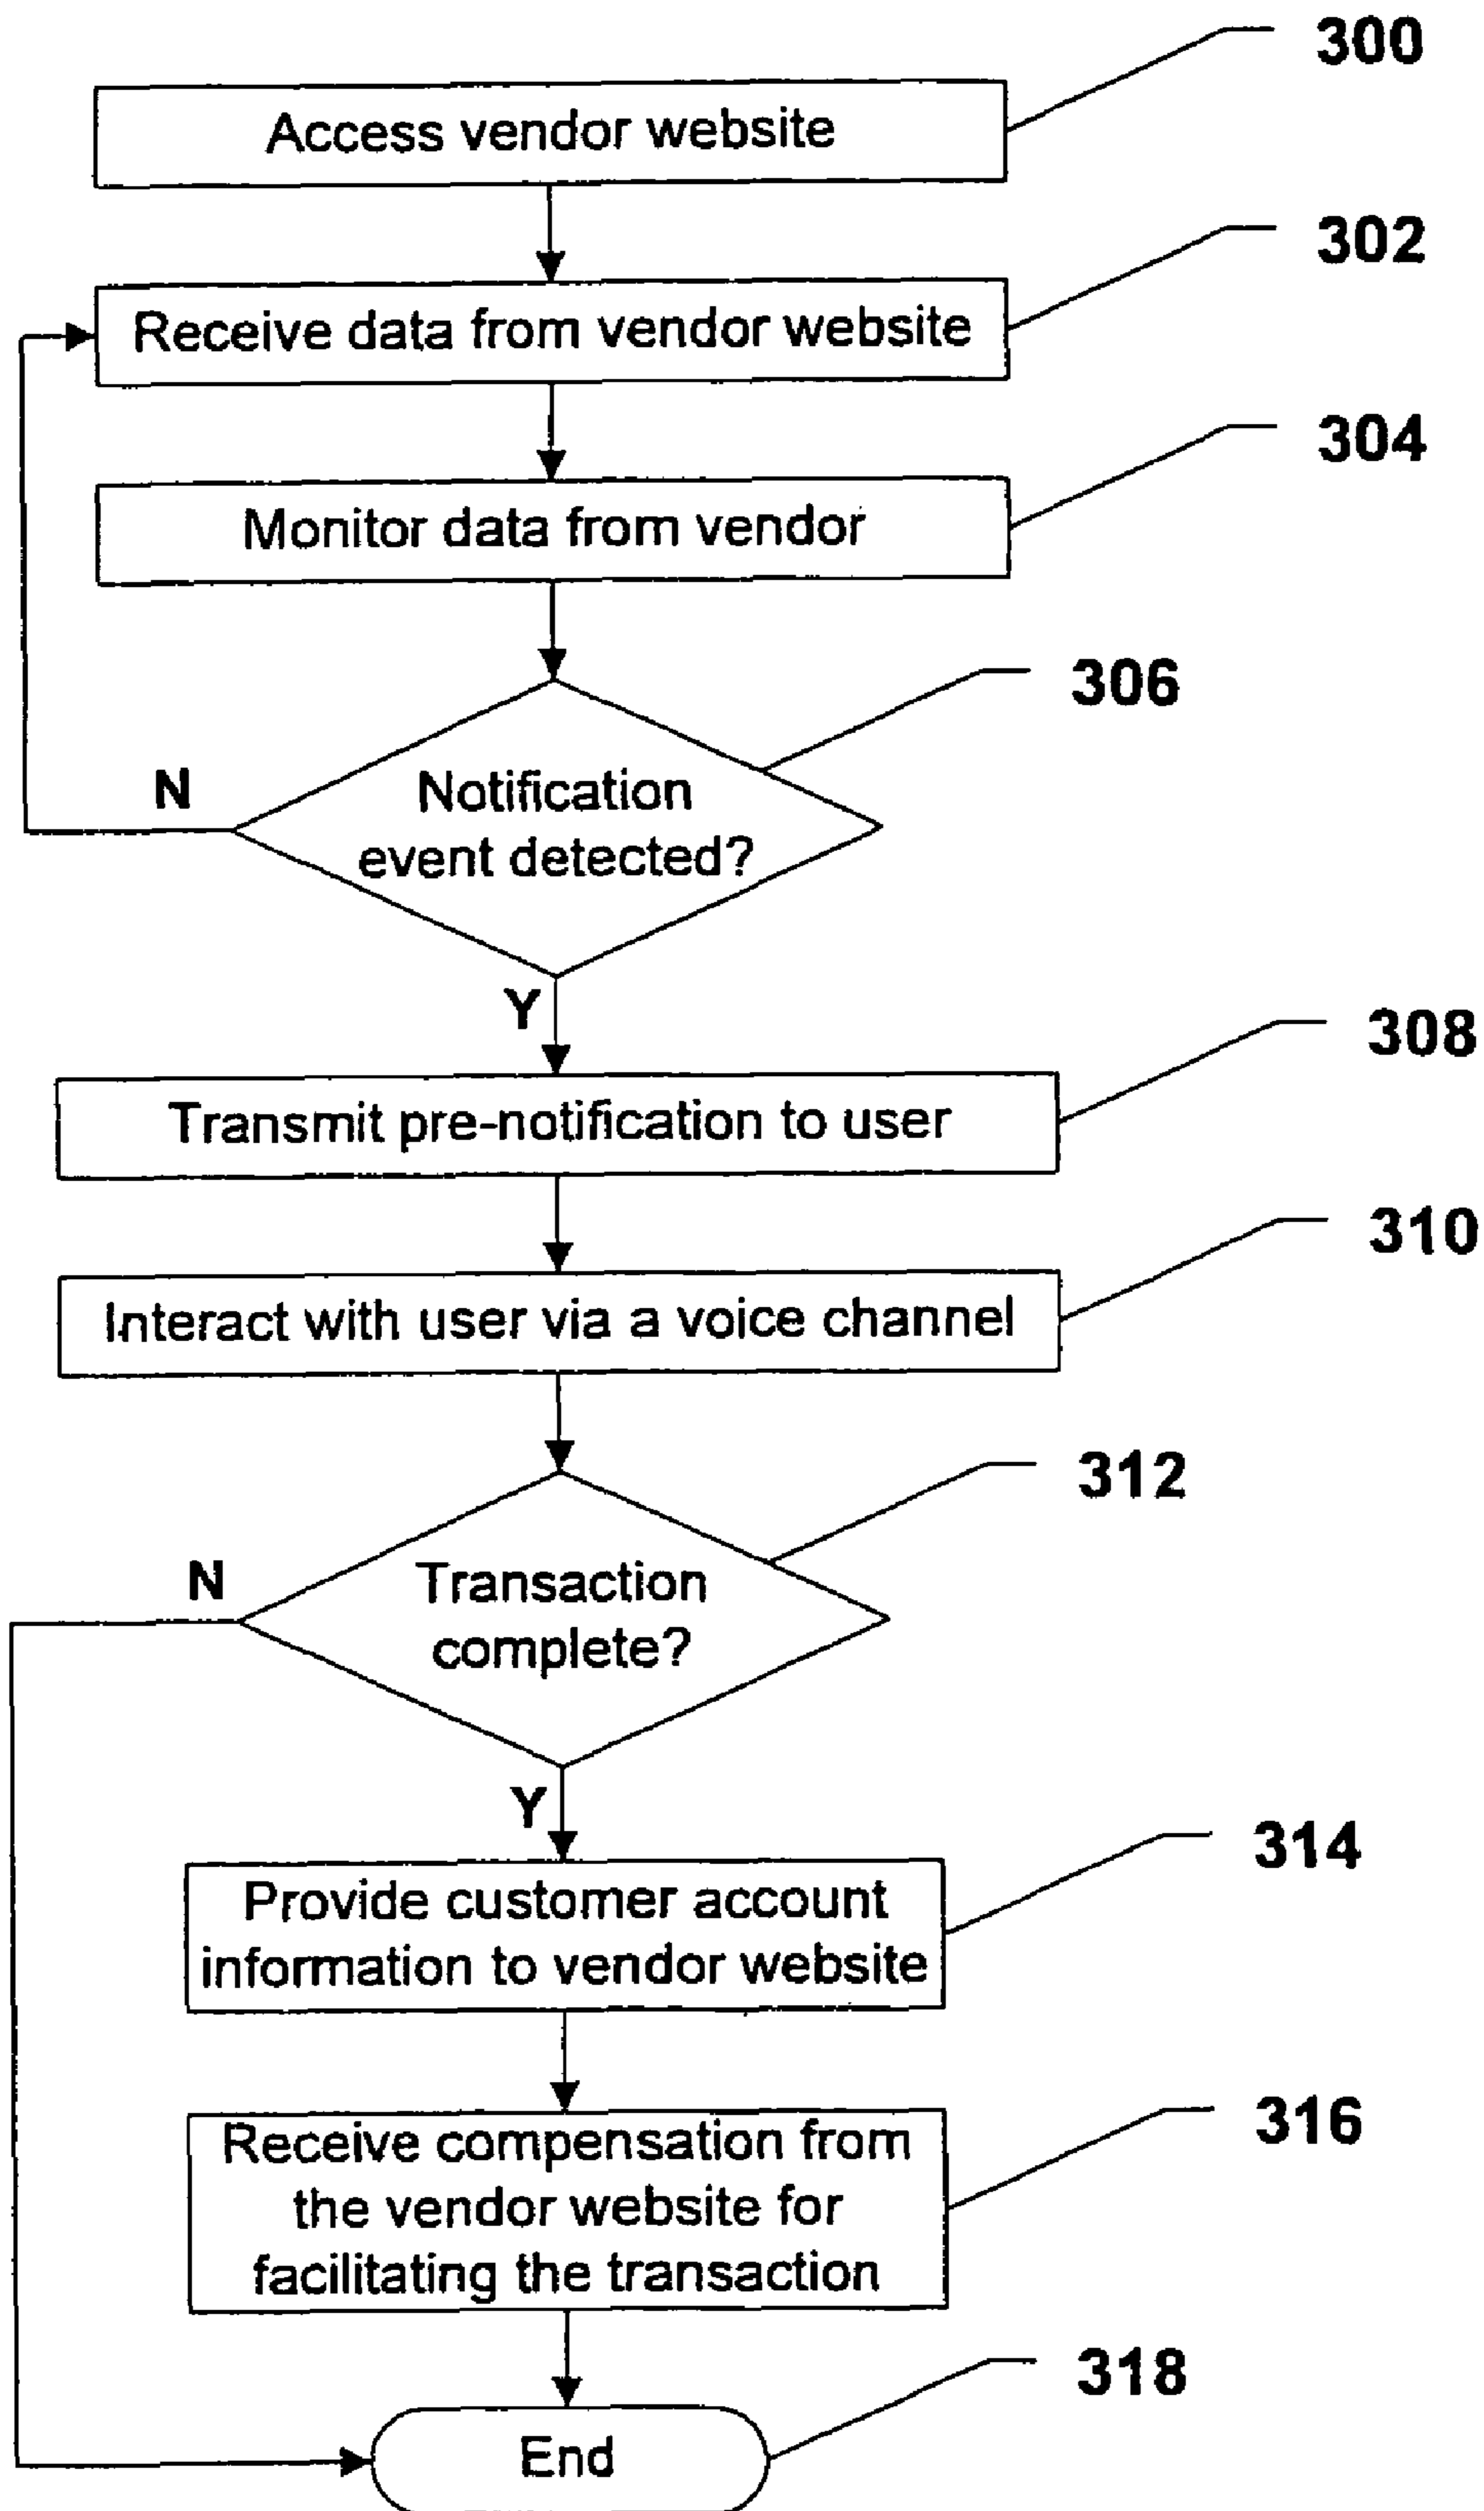 300
Access vendor website
302
Receive data from vendor website
304
Monitor data from vendor
306
Notification
event detected?
N
Y
308
Transmit pre-notification to user
310
Interact with user via a voice channel
312
Transaction
complete?
N
Y
314
Provide customer account
information to vendor website
316
Receive compensation from
the vendor website for
facilitating the transaction
318
End